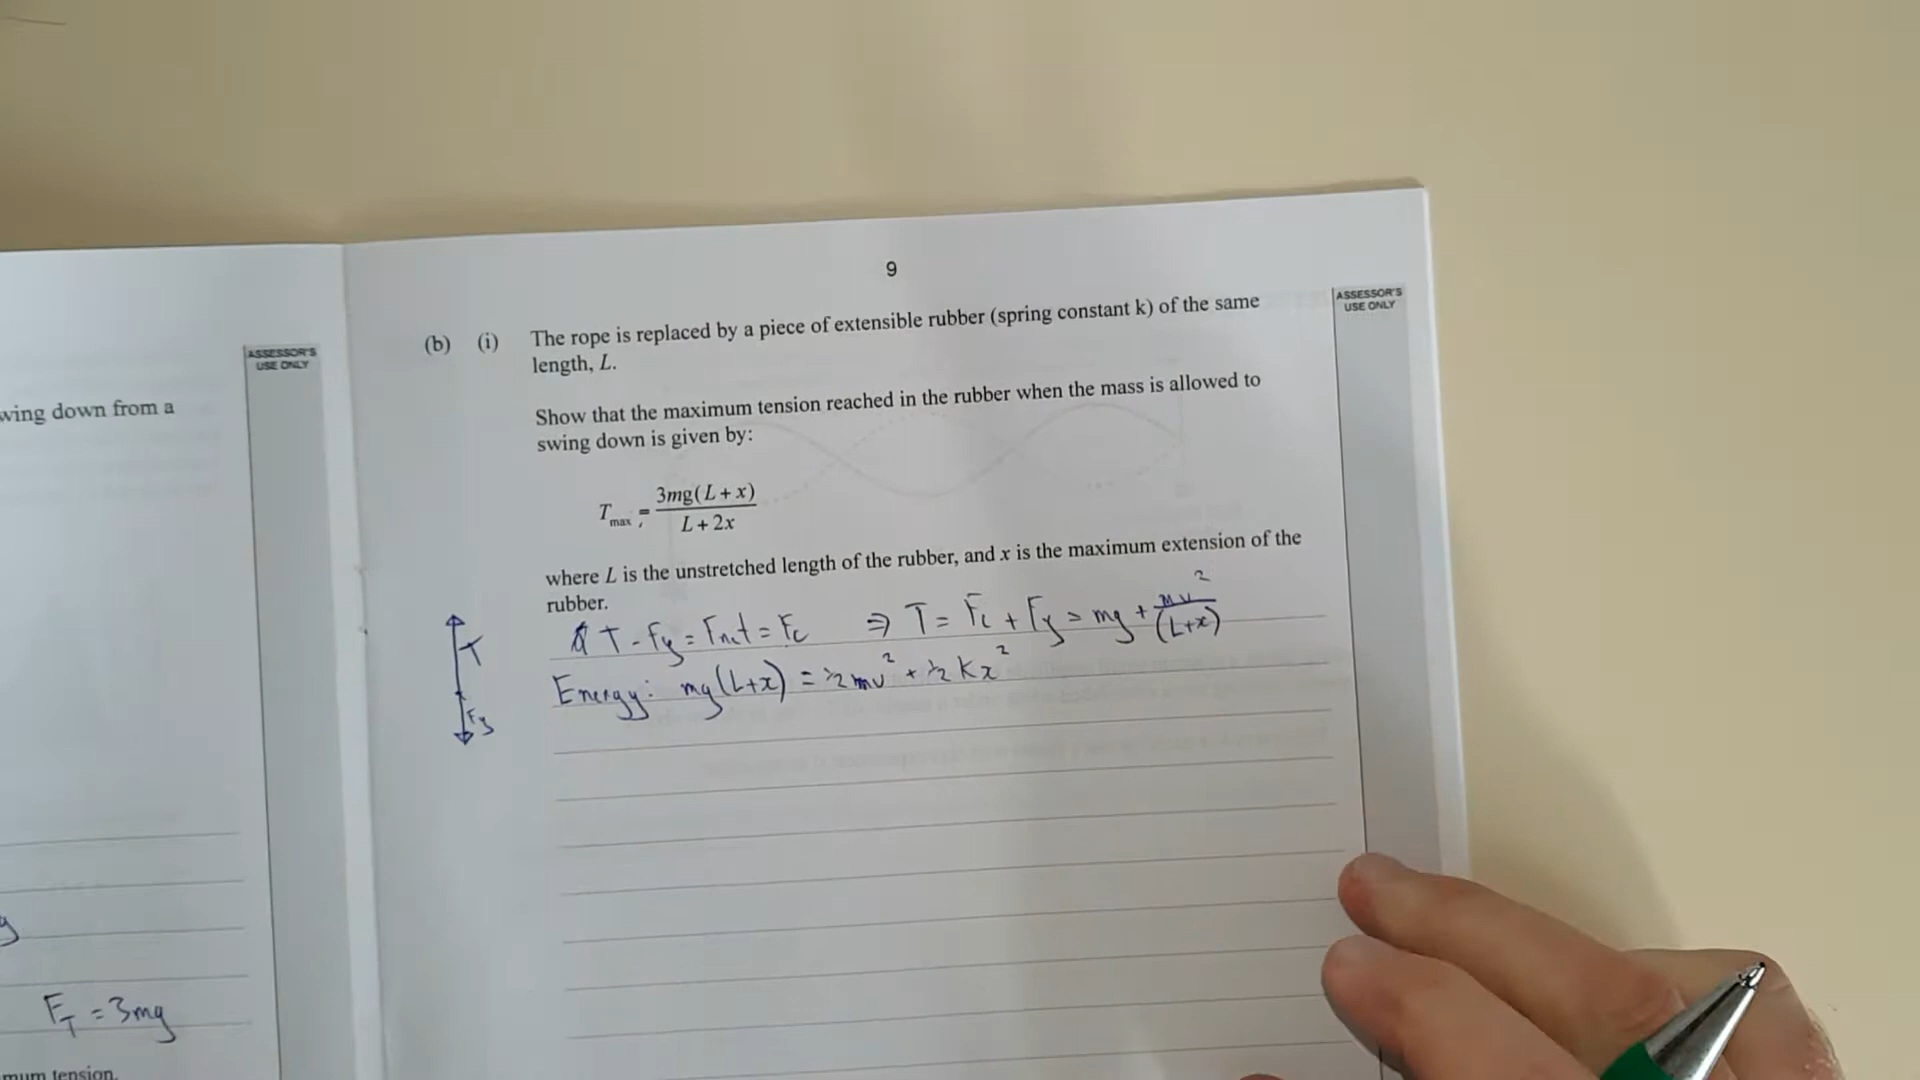 9
ASSESSOR'S
USE ONLY
ASSESSOR'S
USE ONLY
wing down from a
F_T = 3mg
mum tension.
(b) (i) The rope is replaced by a piece of extensible rubber (spring constant k) of the same
length, L.
Show that the maximum tension reached in the rubber when the mass is allowed to
swing down is given by:
T_max, = 3mg(L + x) / L + 2x
where L is the unstretched length of the rubber, and x is the maximum extension of the
rubber.
T - Fg = Fnet = Fc ⇒ T = Fc + Fg = mg + mv² / (L+x)
Energy: mg(L+x) = ½mv² + ½Kx²
T
Fg